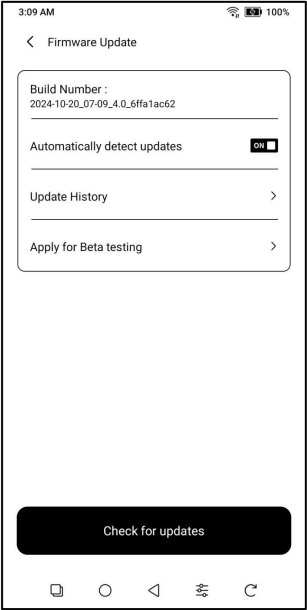 3:09 AM 100%
Firmware Update
Build Number :
2024-10-20_07-09_4.0_6ffa1ac62
Automatically detect updates ON
Update History
Apply for Beta testing
Check for updates